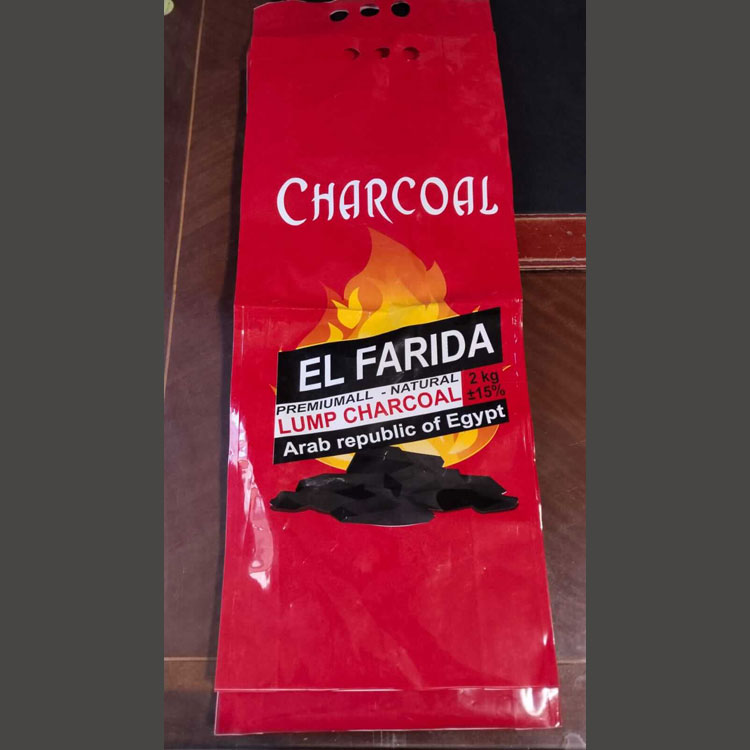 CHARCOAL
EL FARIDA
PREMIUMALL - NATURAL
LUMP CHARCOAL
2 kg
±15%
Arab republic of Egypt